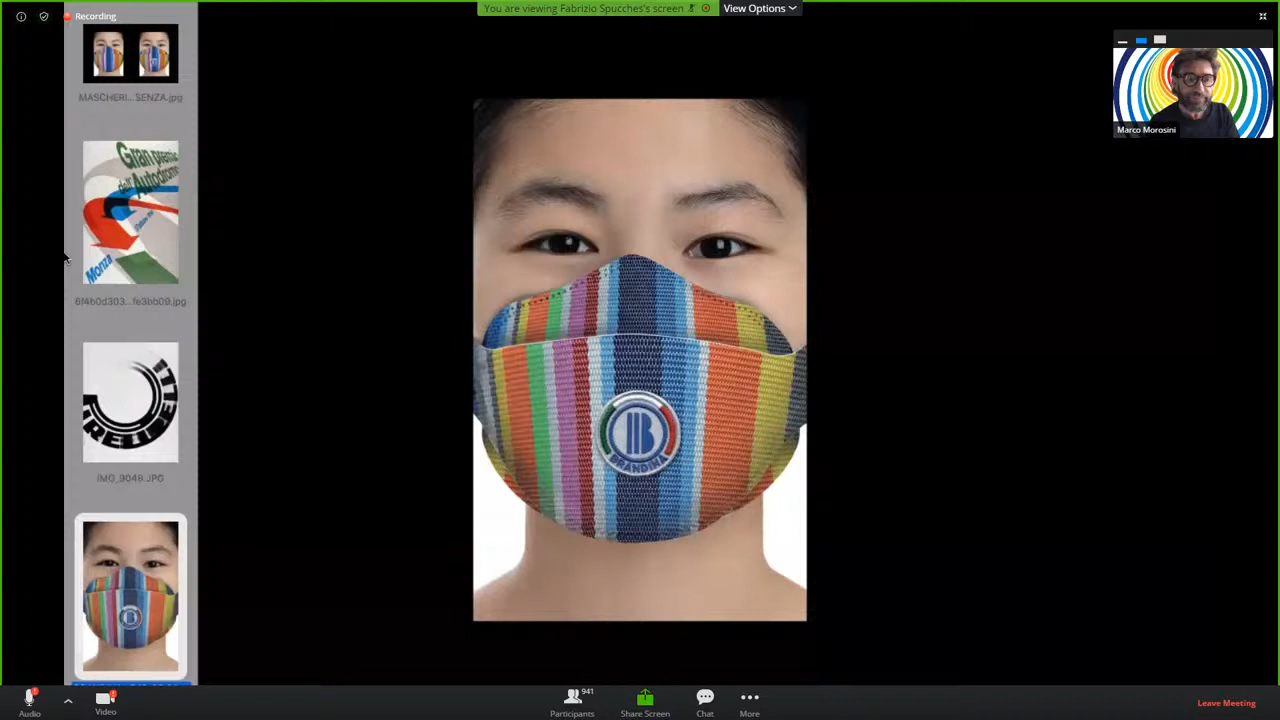 Recording
You are viewing Fabrizio Spucches's screen
View Options
MASCHERI...SENZA.jpg
Gran premio
dell'Autodromo
Monza
6f4b0d303...fe3bb09.jpg
IMG_9048.JPG
B
BRANDINA
Marco Morosini
Audio
Video
941
Participants
Share Screen
Chat
More
Leave Meeting